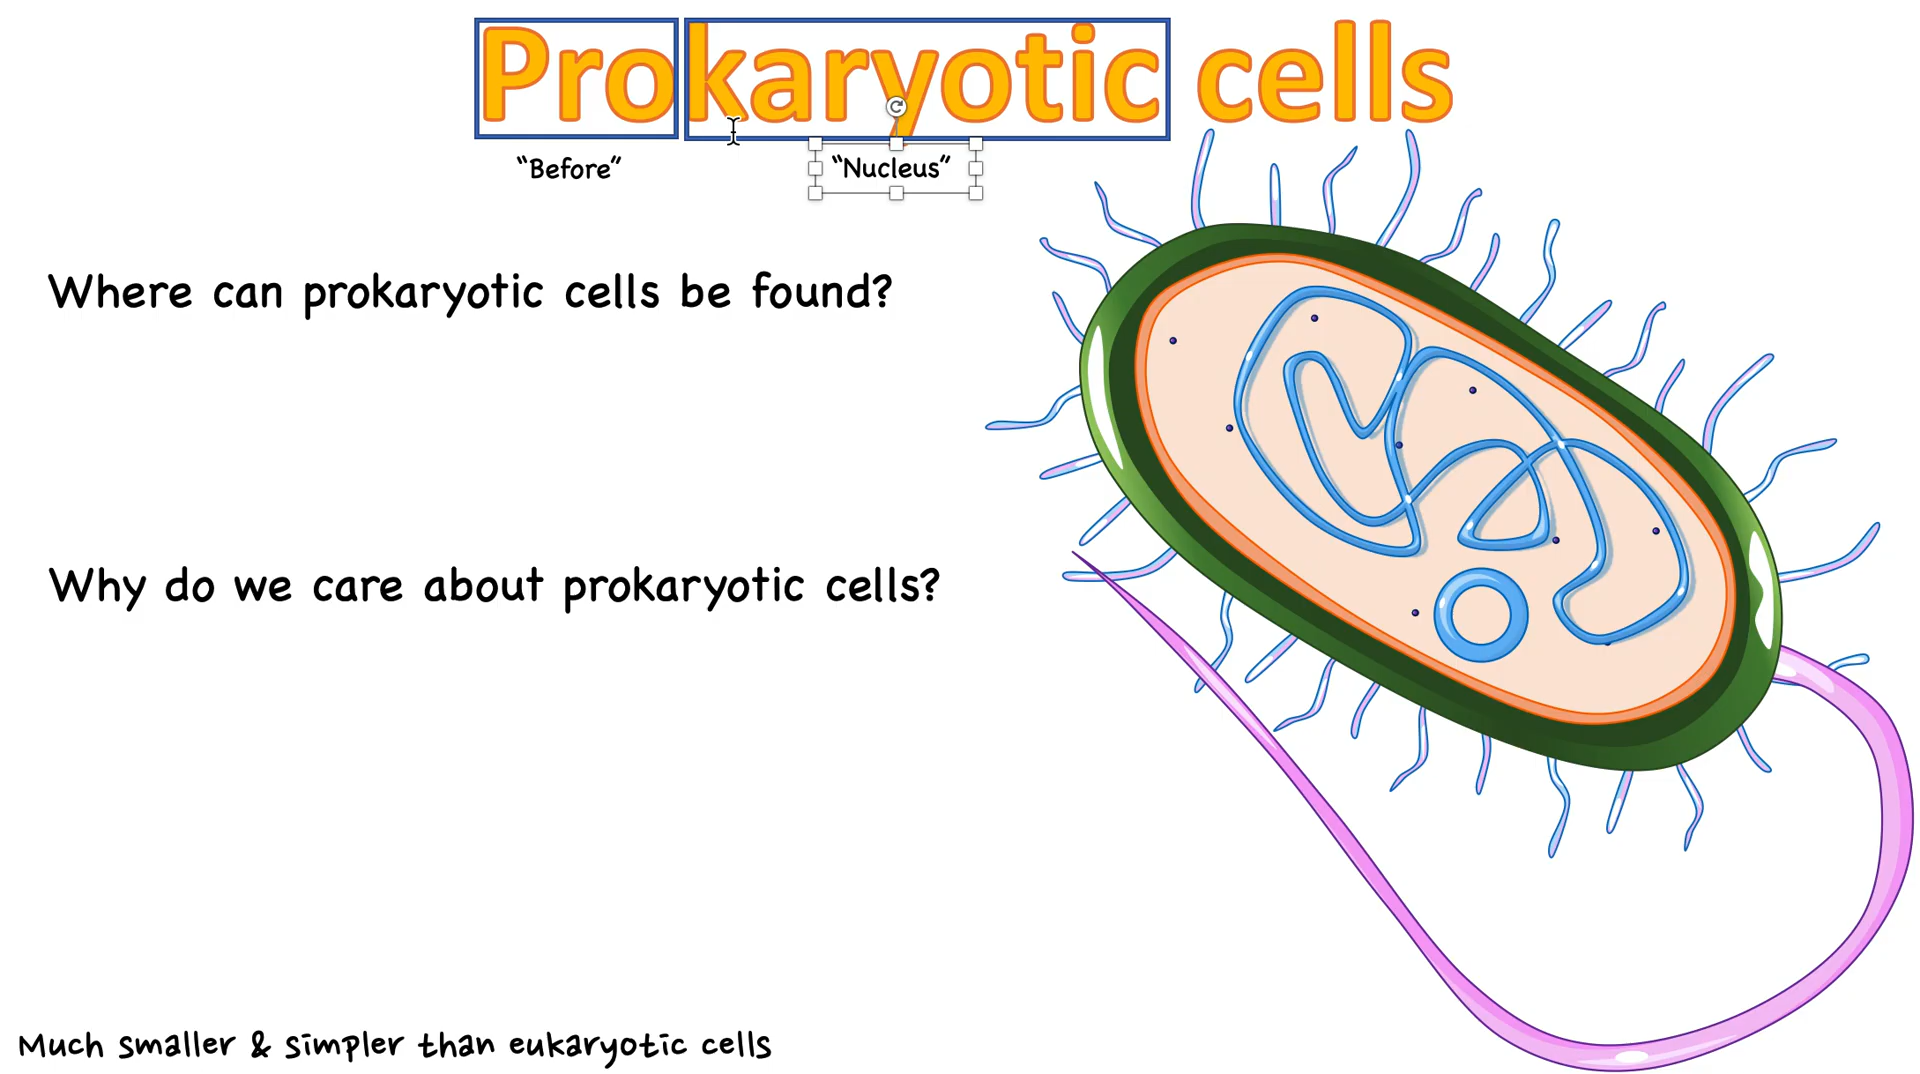 Prokaryotic cells
“Before” “Nucleus”
Where can prokaryotic cells be found?
Why do we care about prokaryotic cells?
Much smaller & simpler than eukaryotic cells